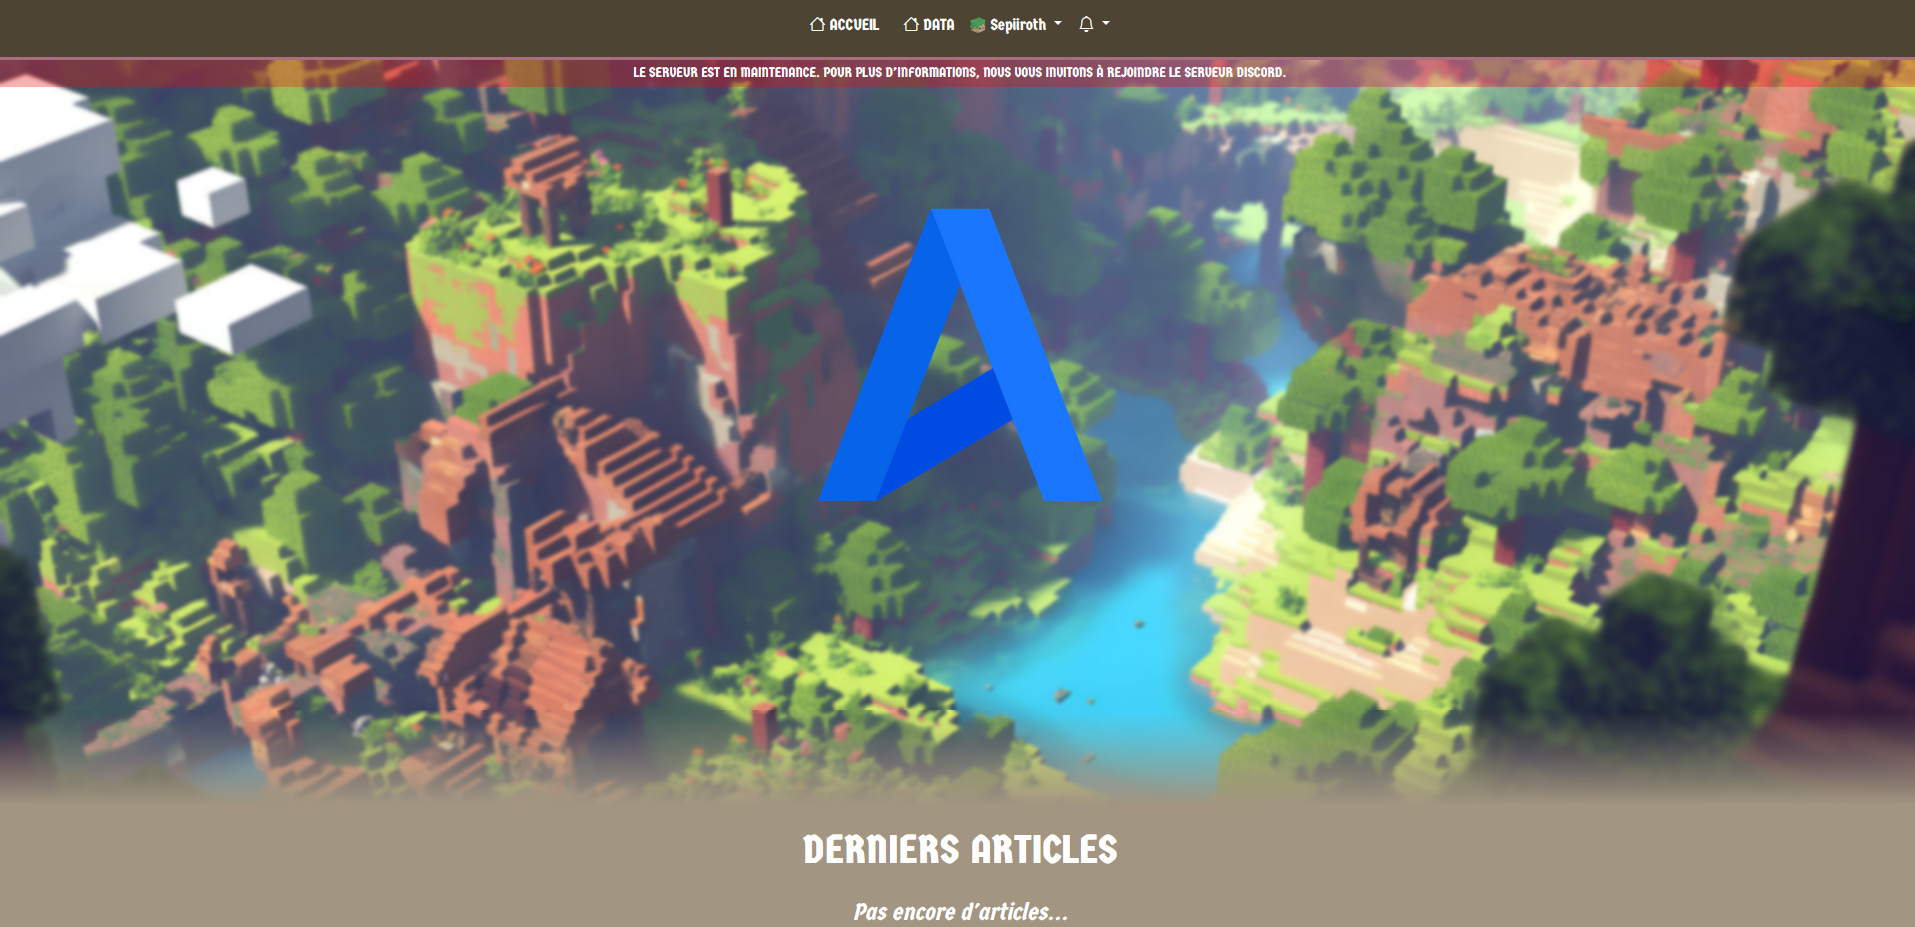 ACCUEIL DATA Sepiiroth
LE SERVEUR EST EN MAINTENANCE. POUR PLUS D'INFORMATIONS, NOUS VOUS INVITONS À REJOINDRE LE SERVEUR DISCORD.
A
DERNIERS ARTICLES
Pas encore d'articles...